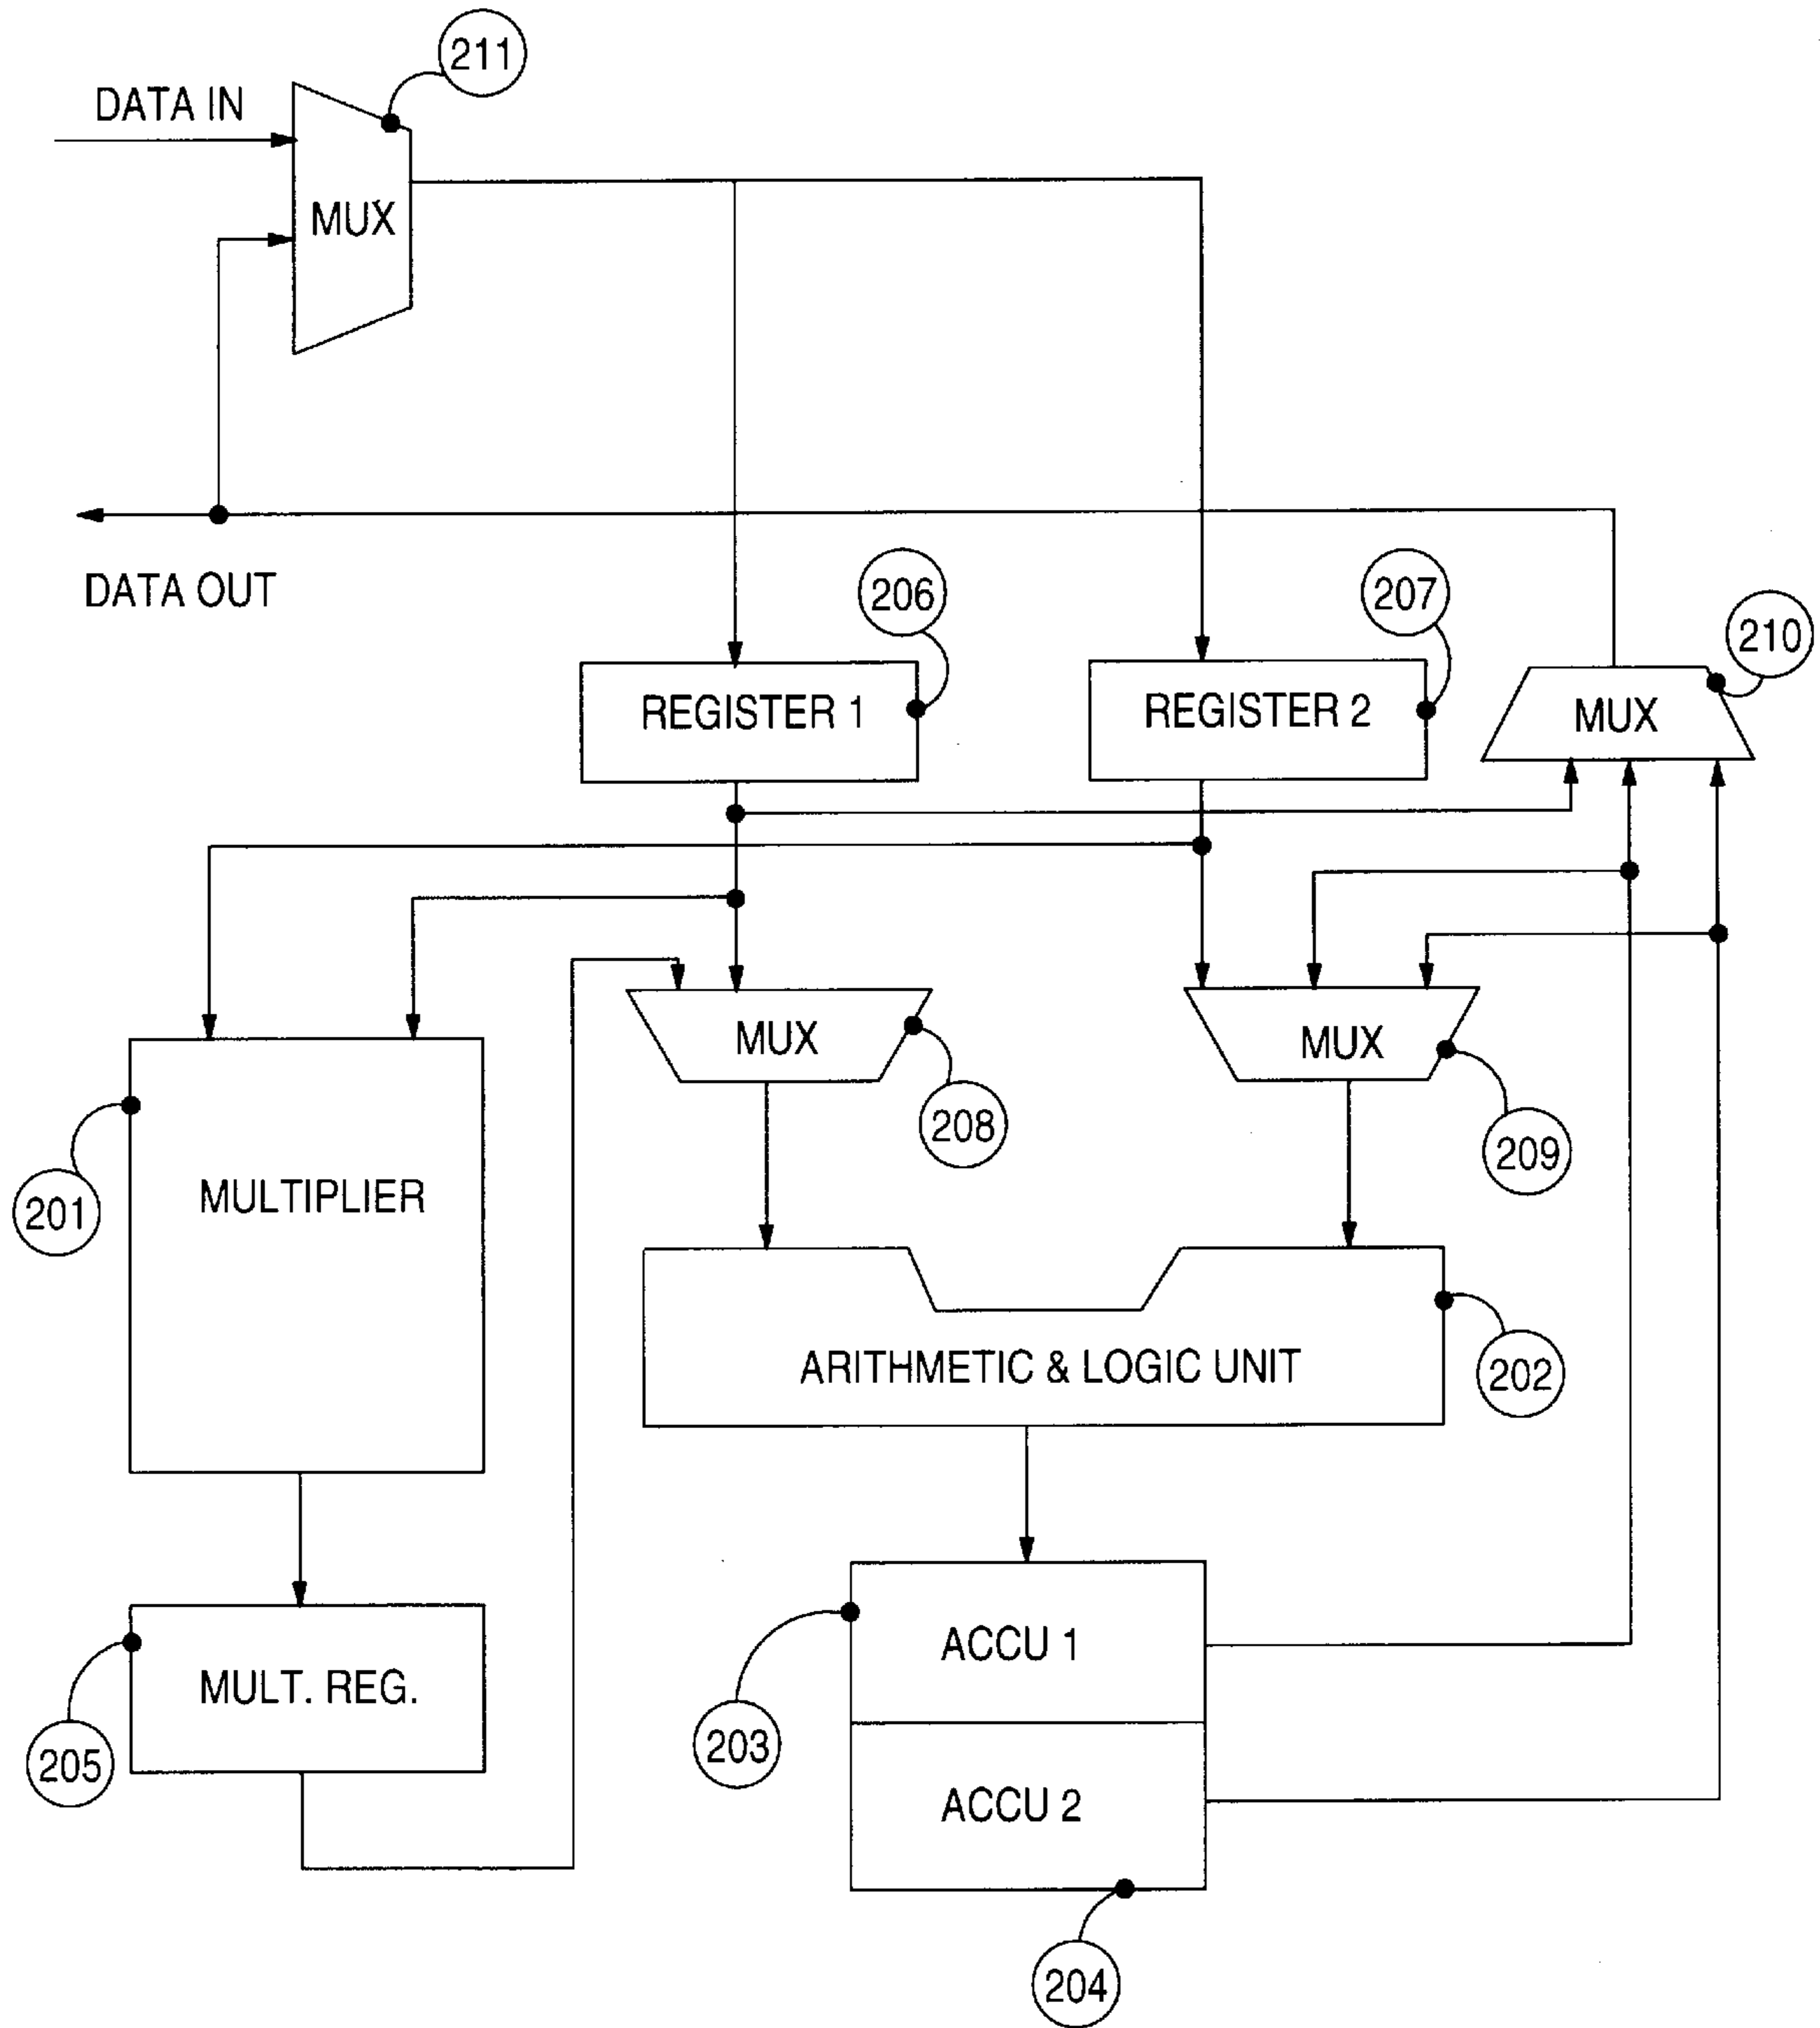 211
DATA IN
MUX
DATA OUT
206
207
210
REGISTER 1
REGISTER 2
MUX
MUX
MUX
208
209
201
MULTIPLIER
ARITHMETIC & LOGIC UNIT
202
ACCU 1
MULT. REG.
203
205
ACCU 2
204